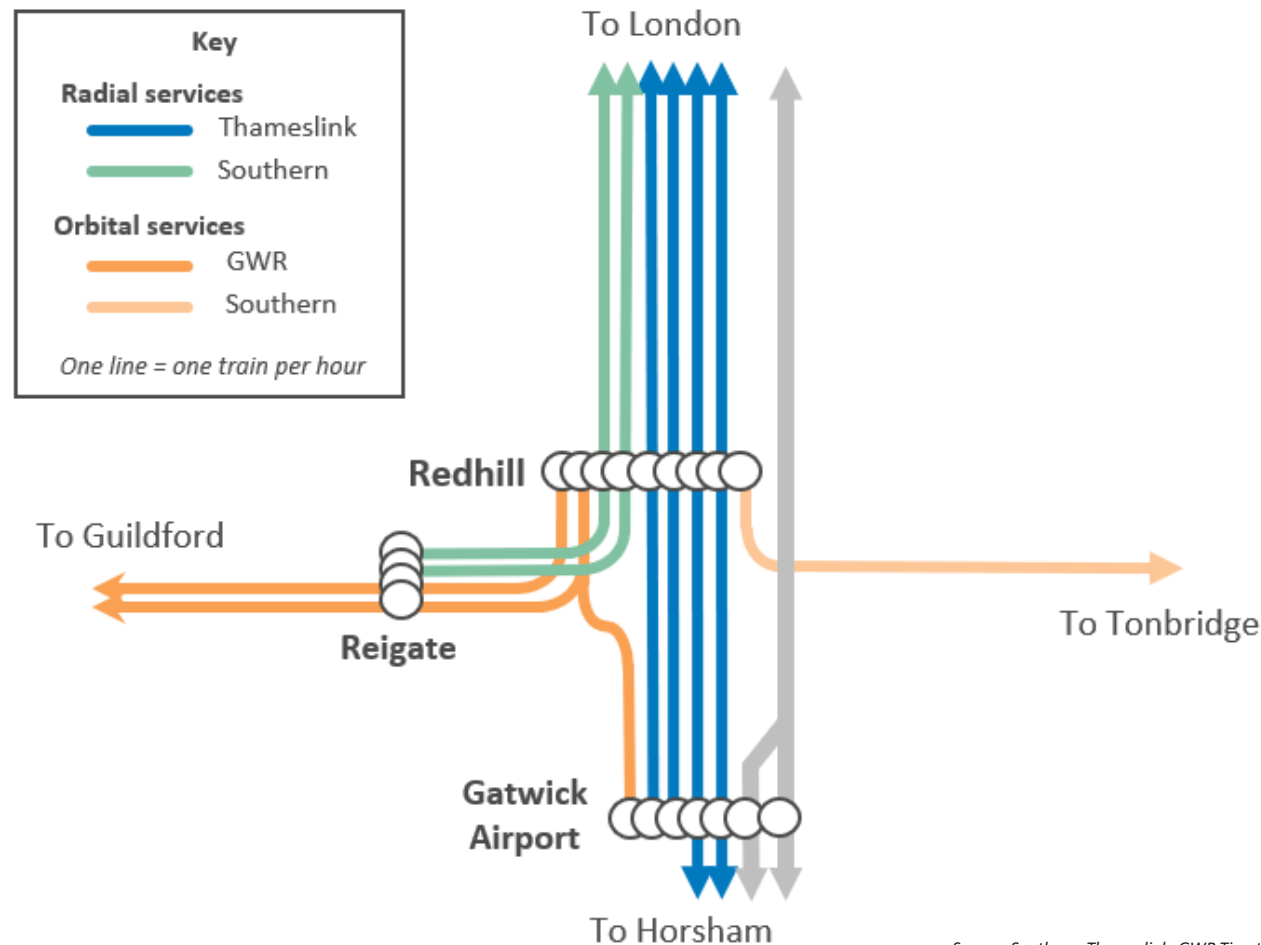 Key
Radial services
Thameslink
Southern
Orbital services
GWR
Southern
One line = one train per hour
To London
Redhill
To Guildford
Reigate
To Tonbridge
Gatwick
Airport
To Horsham